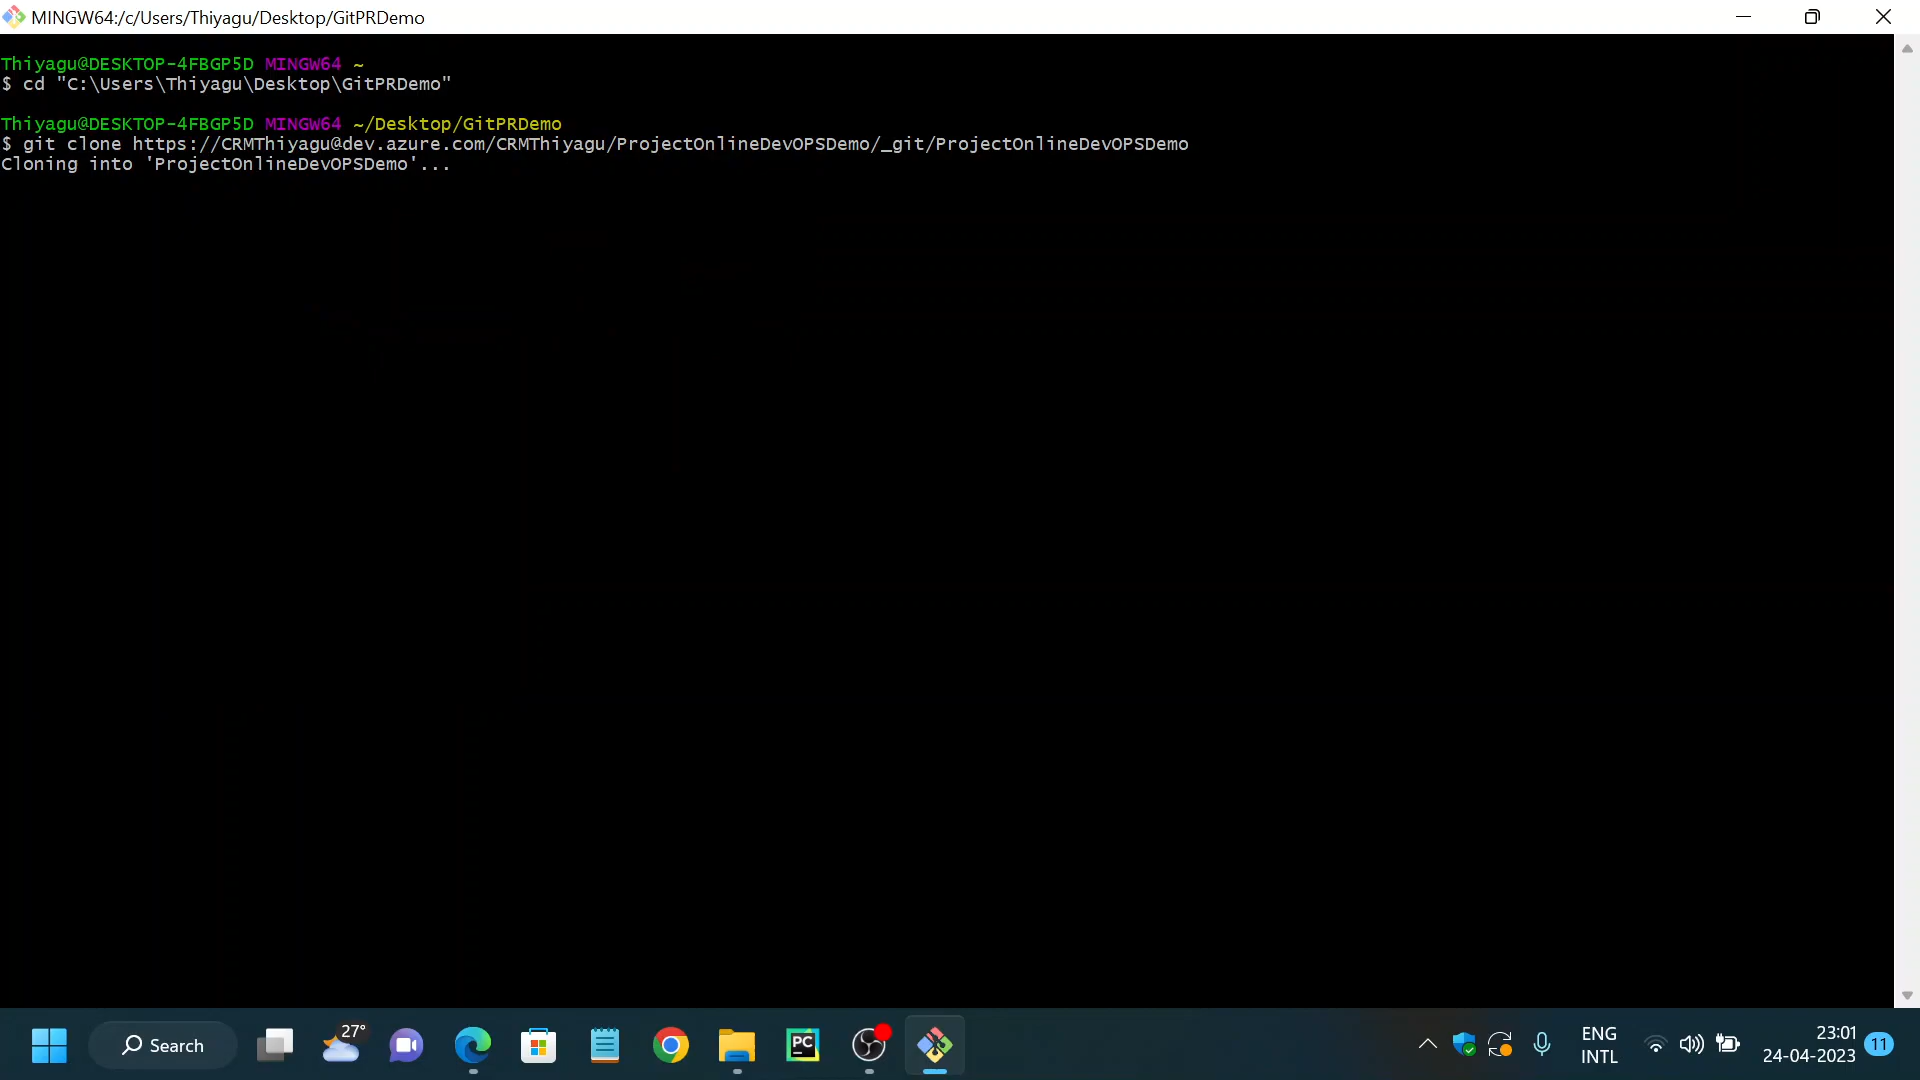 MINGW64:/c/Users/Thiyagu/Desktop/GitPRDemo
Thiyagu@DESKTOP-4FBGP5D MINGW64 ~
$ cd "C:\Users\Thiyagu\Desktop\GitPRDemo"
Thiyagu@DESKTOP-4FBGP5D MINGW64 ~/Desktop/GitPRDemo
$ git clone https://CRMThiyagu@dev.azure.com/CRMThiyagu/ProjectOnlineDevOPSDemo/_git/ProjectOnlineDevOPSDemo
Cloning into 'ProjectOnlineDevOPSDemo'...
Search
27°
PC
ENG
INTL
23:01
24-04-2023
11